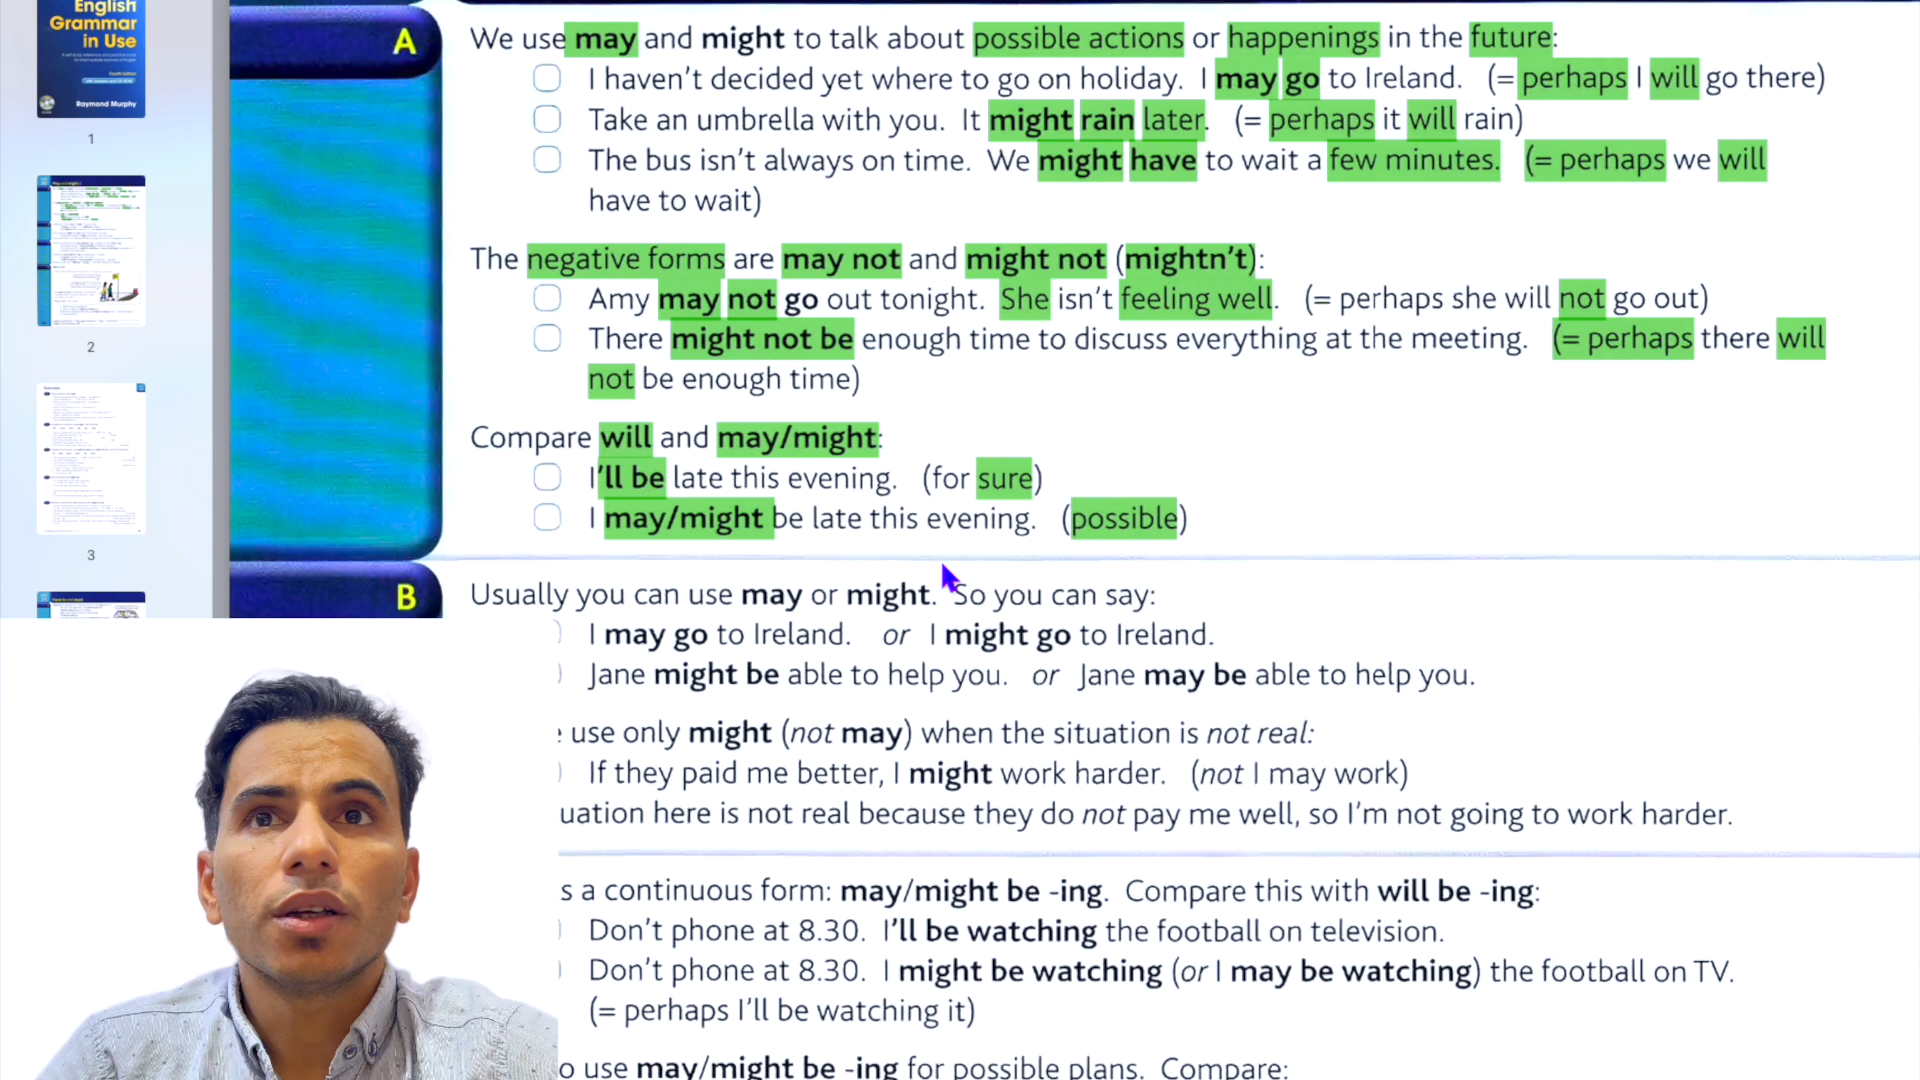 English
Grammar
in Use
Raymond Murphy
1
2
3
A
We use may and might to talk about possible actions or happenings in the future:
I haven't decided yet where to go on holiday. I may go to Ireland. (= perhaps I will go there)
Take an umbrella with you. It might rain later. (= perhaps it will rain)
The bus isn't always on time. We might have to wait a few minutes. (= perhaps we will
have to wait)
The negative forms are may not and might not (mightn't):
Amy may not go out tonight. She isn't feeling well. (= perhaps she will not go out)
There might not be enough time to discuss everything at the meeting. (= perhaps there will
not be enough time)
Compare will and may/might:
I'll be late this evening. (for sure)
I may/might be late this evening. (possible)
B
Usually you can use may or might. So you can say:
I may go to Ireland. or I might go to Ireland.
Jane might be able to help you. or Jane may be able to help you.
use only might (not may) when the situation is not real:
If they paid me better, I might work harder. (not I may work)
uation here is not real because they do not pay me well, so I'm not going to work harder.
s a continuous form: may/might be -ing. Compare this with will be -ing:
Don't phone at 8.30. I'll be watching the football on television.
Don't phone at 8.30. I might be watching (or I may be watching) the football on TV.
(= perhaps I'll be watching it)
o use may/might be -ing for possible plans. Compare: